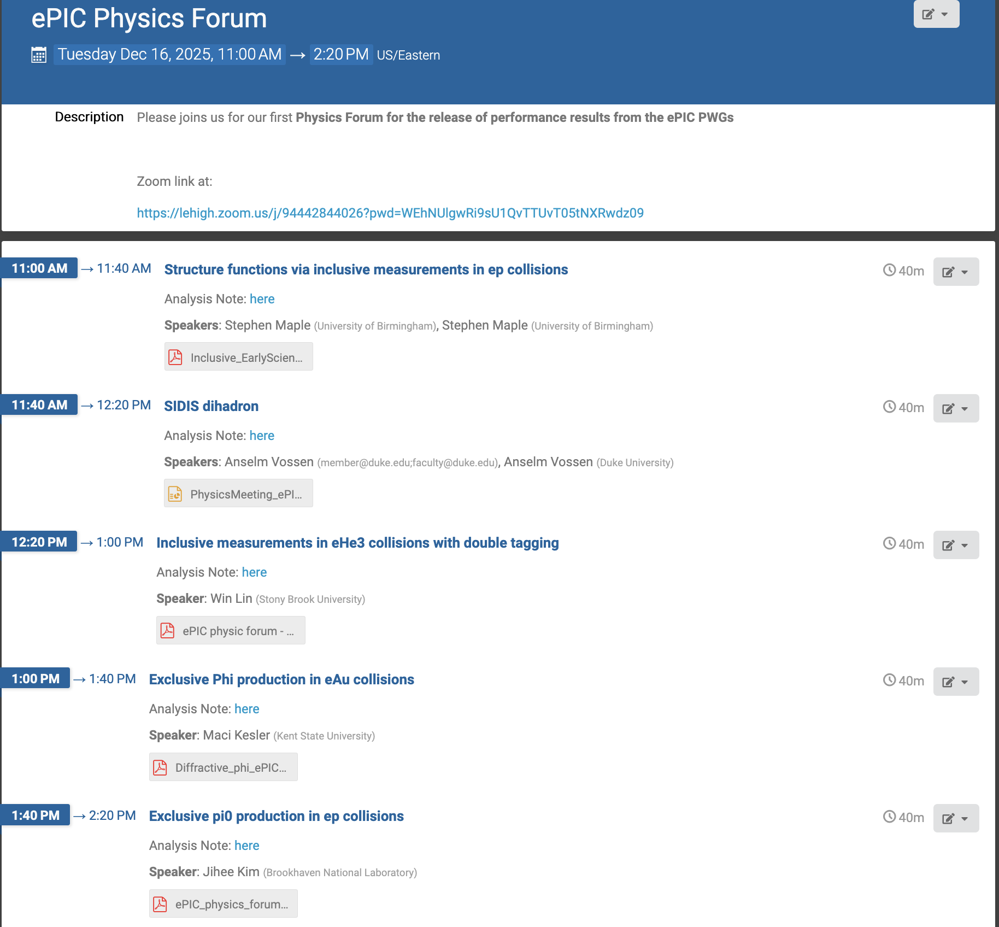 ePIC Physics Forum
Tuesday Dec 16, 2025, 11:00 AM → 2:20 PM US/Eastern
Description Please joins us for our first Physics Forum for the release of performance results from the ePIC PWGs
Zoom link at:
https://lehigh.zoom.us/j/94442844026?pwd=WEhNUlgwRi9sU1QvTTUvT05tNXRwdz09
11:00 AM → 11:40 AM Structure functions via inclusive measurements in ep collisions 40m
Analysis Note: here
Speakers: Stephen Maple (University of Birmingham), Stephen Maple (University of Birmingham)
Inclusive_EarlyScien...
11:40 AM → 12:20 PM SIDIS dihadron 40m
Analysis Note: here
Speakers: Anselm Vossen (member@duke.edu;faculty@duke.edu), Anselm Vossen (Duke University)
PhysicsMeeting_ePI...
12:20 PM → 1:00 PM Inclusive measurements in eHe3 collisions with double tagging 40m
Analysis Note: here
Speaker: Win Lin (Stony Brook University)
ePIC physic forum - ...
1:00 PM → 1:40 PM Exclusive Phi production in eAu collisions 40m
Analysis Note: here
Speaker: Maci Kesler (Kent State University)
Diffractive_phi_ePIC...
1:40 PM → 2:20 PM Exclusive pi0 production in ep collisions 40m
Analysis Note: here
Speaker: Jihee Kim (Brookhaven National Laboratory)
ePIC_physics_forum...